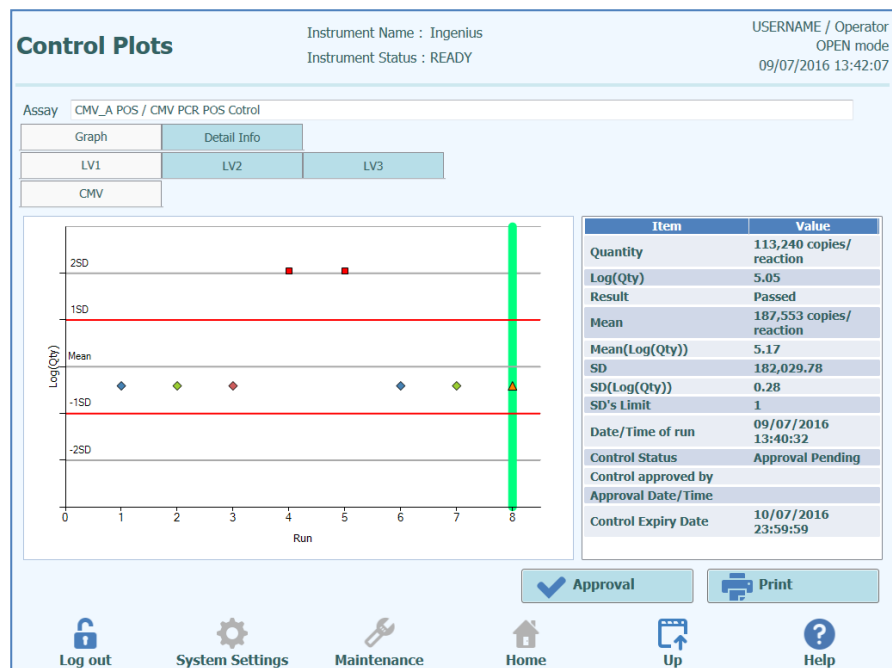 Control Plots
Instrument Name : Ingenius
Instrument Status : READY
USERNAME / Operator
OPEN mode
09/07/2016 13:42:07
Assay CMV_A POS / CMV PCR POS Cotrol
Graph Detail Info
LV1 LV2 LV3
CMV
Log(Qty)
2SD
1SD
Mean
-1SD
-2SD
0 1 2 3 4 5 6 7 8
Run
Item Value
Quantity 113,240 copies/
reaction
Log(Qty) 5.05
Result Passed
Mean 187,553 copies/
reaction
Mean(Log(Qty)) 5.17
SD 182,029.78
SD(Log(Qty)) 0.28
SD's Limit 1
Date/Time of run 09/07/2016
13:40:32
Control Status Approval Pending
Control approved by
Approval Date/Time
Control Expiry Date 10/07/2016
23:59:59
Approval Print
Log out System Settings Maintenance Home Up Help